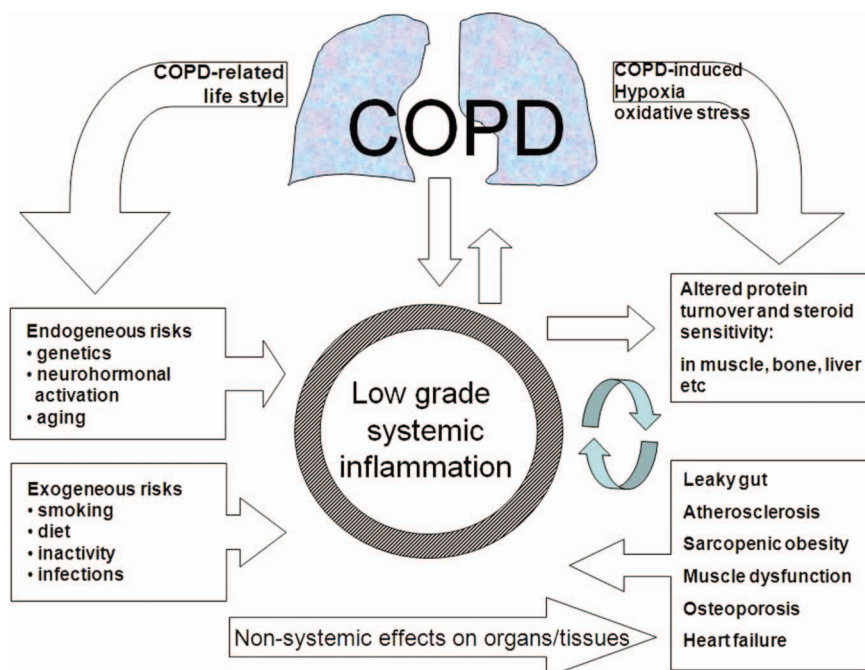 COPD-related
life style
COPD
COPD-induced
Hypoxia
oxidative stress
Endogeneous risks
• genetics
• neurohormonal
activation
• aging
Exogeneous risks
• smoking
• diet
• inactivity
• infections
Low grade
systemic
inflammation
Altered protein
turnover and steroid
sensitivity:
in muscle, bone, liver
etc
Leaky gut
Atherosclerosis
Sarcopenic obesity
Muscle dysfunction
Osteoporosis
Heart failure
Non-systemic effects on organs/tissues